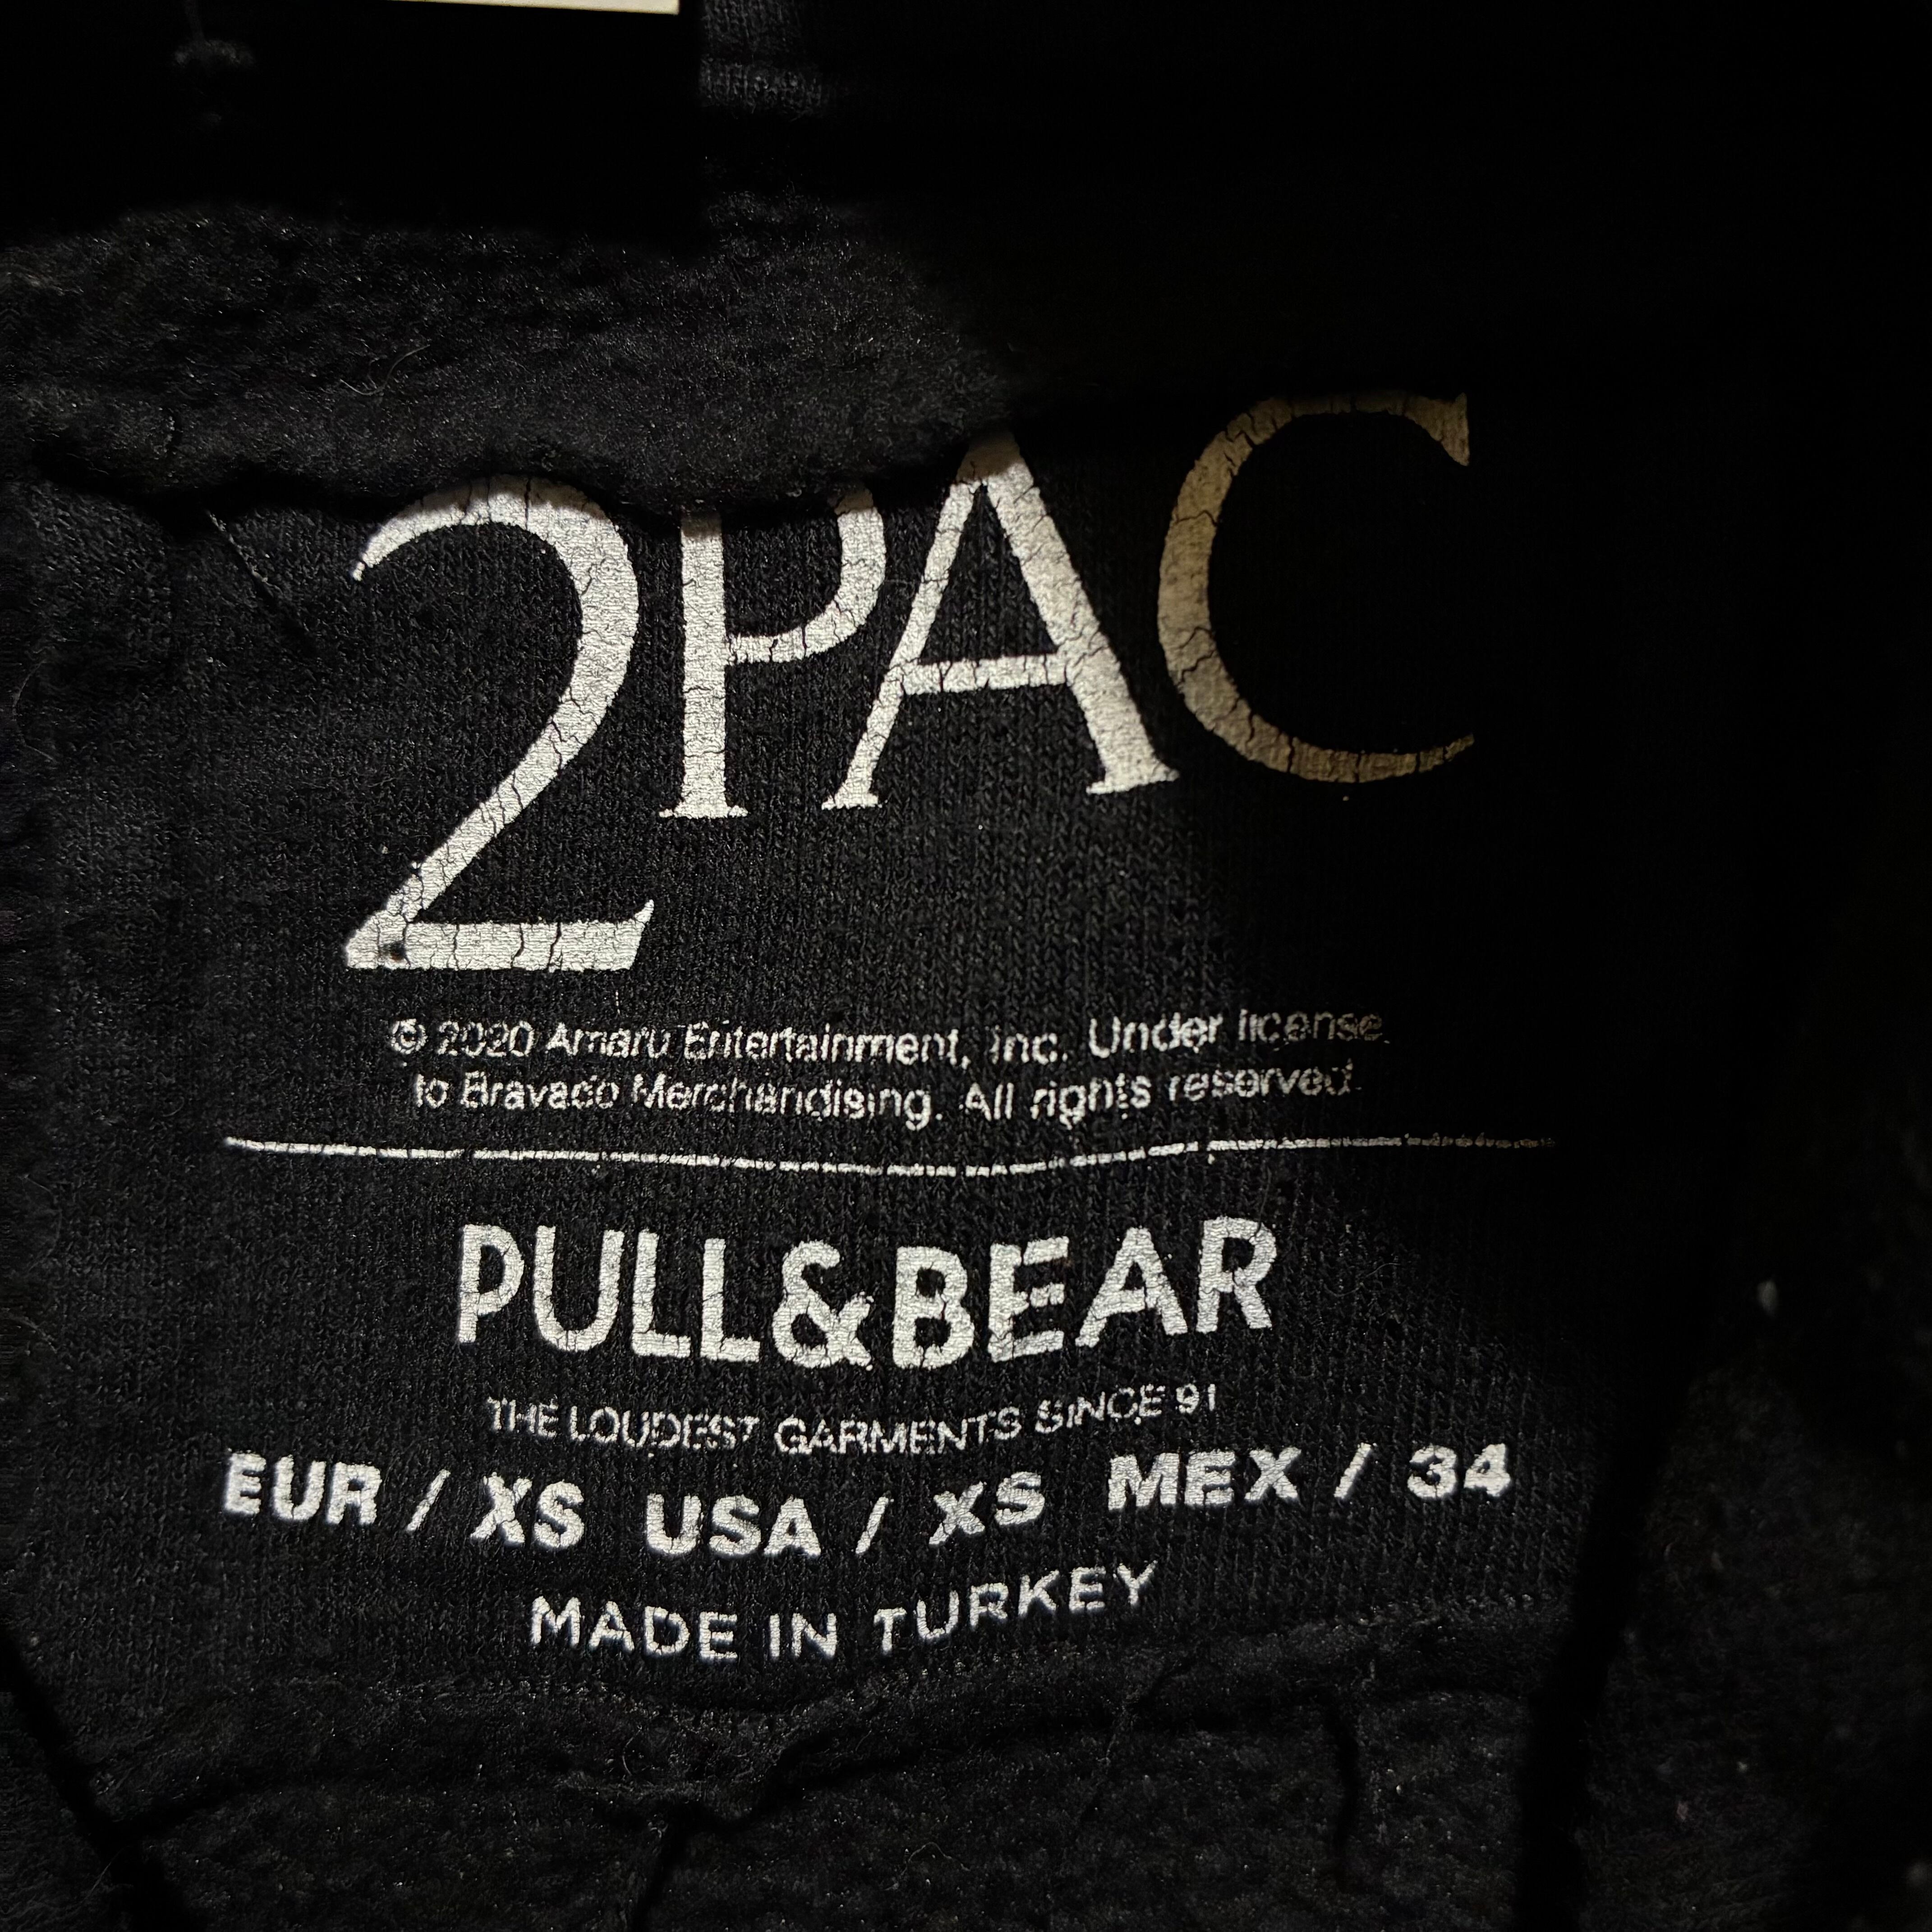 2PAC
© 2020 Amaru Entertainment, Inc. Under license
to Bravado Merchandising. All rights reserved.
PULL&BEAR
THE LOUDEST GARMENTS SINCE 91
EUR / XS USA / XS MEX / 34
MADE IN TURKEY